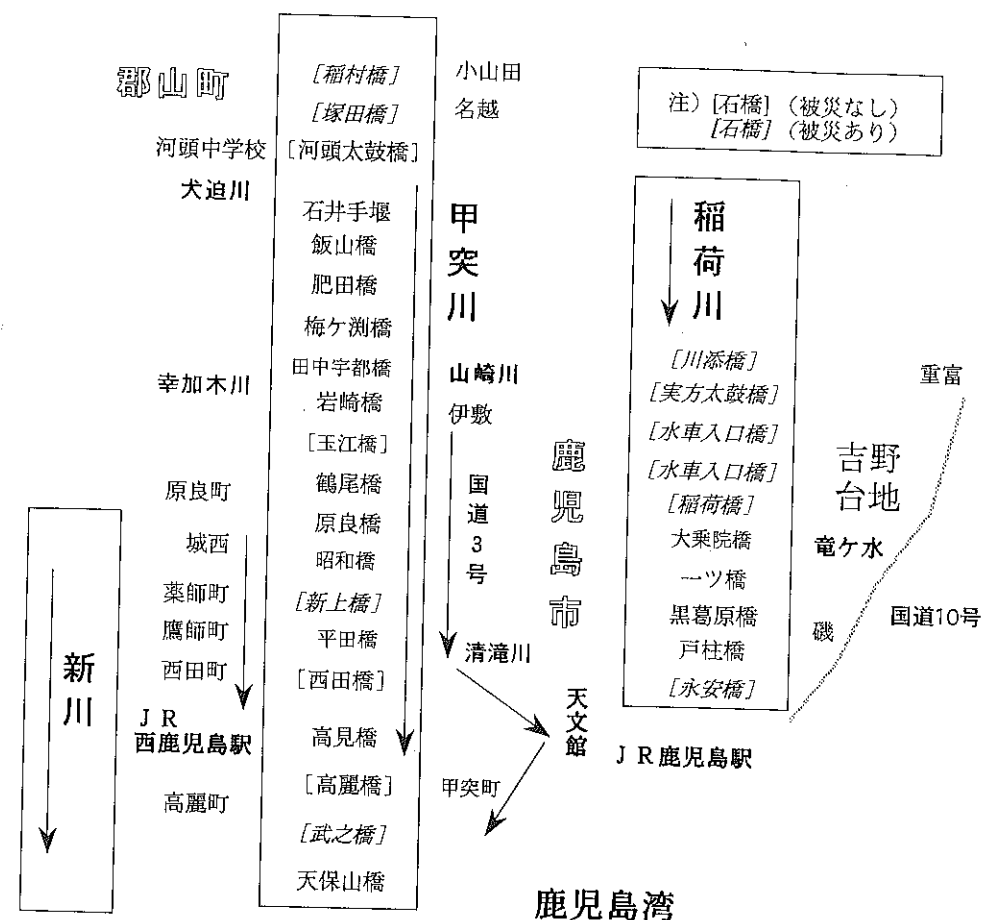 郡山町
[稲村橋]
小山田
[塚田橋]
名越
河頭中学校
[河頭太鼓橋]
犬迫川
石井手堰
飯山橋
肥田橋
梅ケ渕橋
田中宇都橋
幸加木川
岩崎橋
[玉江橋]
鶴尾橋
原良町
原良橋
城西
昭和橋
薬師町
[新上橋]
鷹師町
平田橋
西田町
[西田橋]
JR
西鹿児島駅
高見橋
[高麗橋]
高麗町
[武之橋]
天保山橋
新川
甲突川
山崎川
伊敷
国道3号
清滝川
甲突町
鹿児島市
天文館
JR鹿児島駅
鹿児島湾
注) [石橋] (被災なし)
[石橋] (被災あり)
稲荷川
[川添橋]
[実方太鼓橋]
[水車入口橋]
[水車入口橋]
[稲荷橋]
大乗院橋
一ツ橋
黒葛原橋
戸柱橋
[永安橋]
重富
吉野
台地
竜ケ水
磯
国道10号